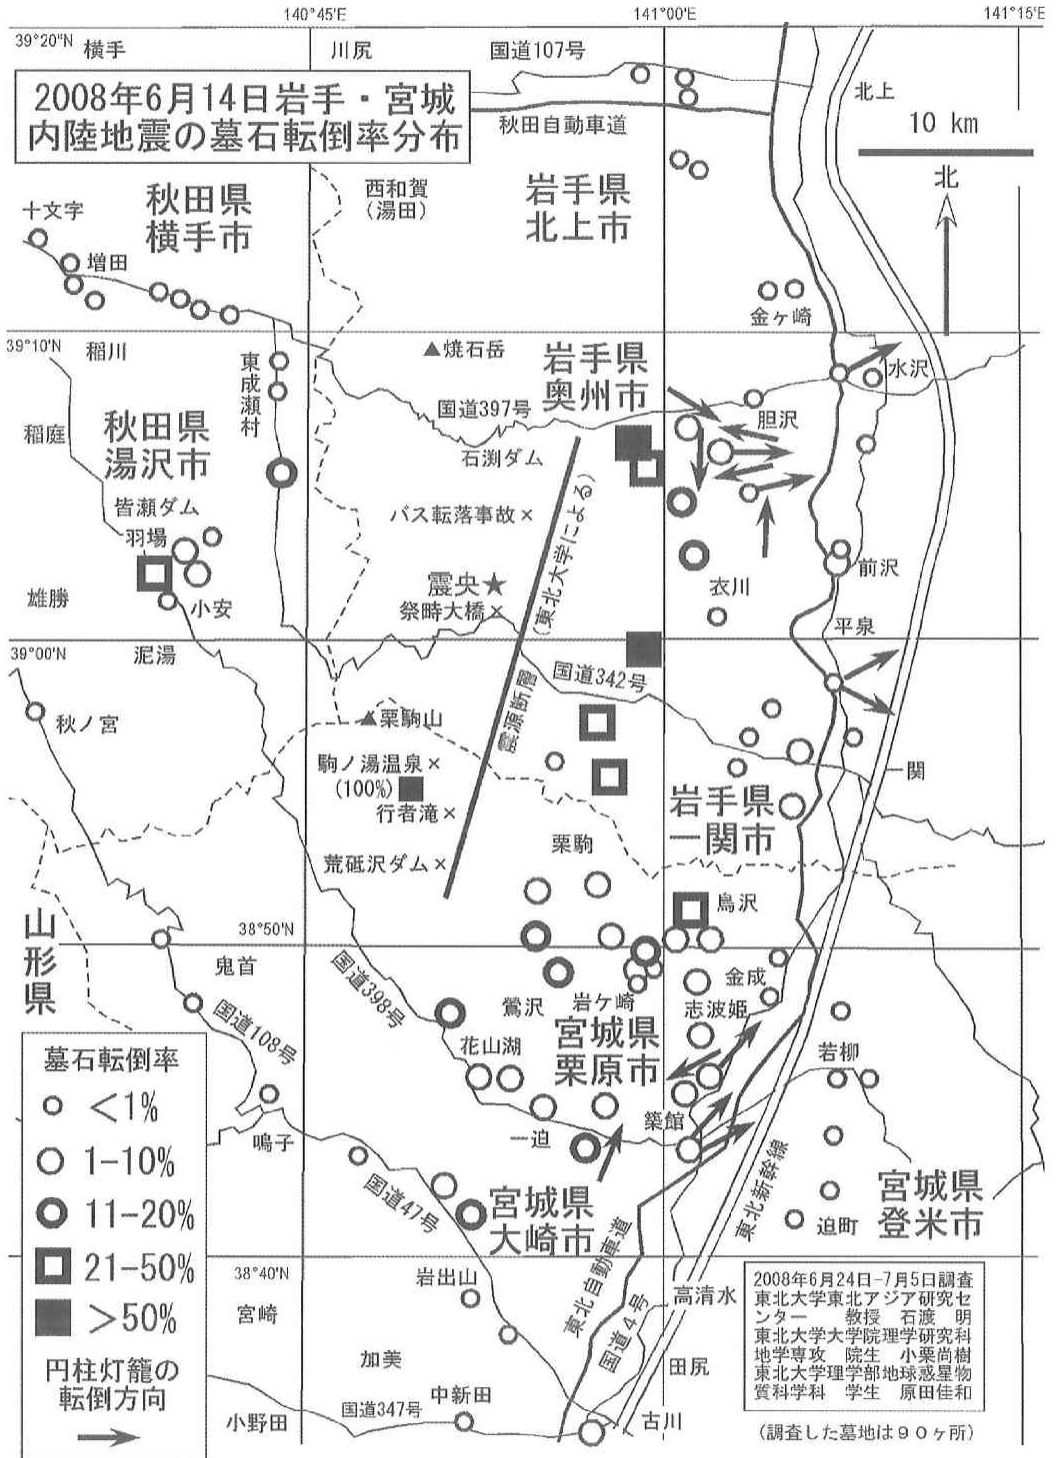 140°45'E
141°00'E
141°15'E
39°20"N
横手
川尻
国道107号
2008年6月14日岩手・宮城
内陸地震の墓石転倒率分布
秋田自動車道
北上
10 km
北
西和賀
(湯田)
秋田県
横手市
岩手県
北上市
十文字
増田
金ヶ崎
39°10'N
稲川
東成瀬村
▲焼石岳
岩手県
奥州市
水沢
国道397号
胆沢
稲庭
秋田県
湯沢市
石渕ダム
皆瀬ダム
バス転落事故×
羽場
震央★
(東北大学による)
前沢
衣川
雄勝
小安
祭畤大橋×
平泉
39°00'N
泥湯
国道342号
震源断層
秋ノ宮
▲栗駒山
駒ノ湯温泉×
(100%)
行者滝×
一関
岩手県
一関市
栗駒
荒砥沢ダム×
鳥沢
山形県
38°50'N
鬼首
国道398号
金成
鶯沢
岩ケ崎
志波姫
国道108号
宮城県
栗原市
花山湖
若柳
墓石転倒率
<1%
1-10%
11-20%
21-50%
>50%
円柱灯籠の
転倒方向
築館
一迫
鳴子
国道47号
東北新幹線
宮城県
登米市
宮城県
大崎市
迫町
東北自動車道
38°40'N
岩出山
宮崎
高清水
国道4号
加美
田尻
中新田
国道347号
小野田
古川
2008年6月24日-7月5日調査
東北大学東北アジア研究セ
ンター 教授 石渡 明
東北大学大学院理学研究科
地学専攻 院生 小栗尚樹
東北大学理学部地球惑星物
質科学科 学生 原田佳和
(調査した墓地は90ヶ所)